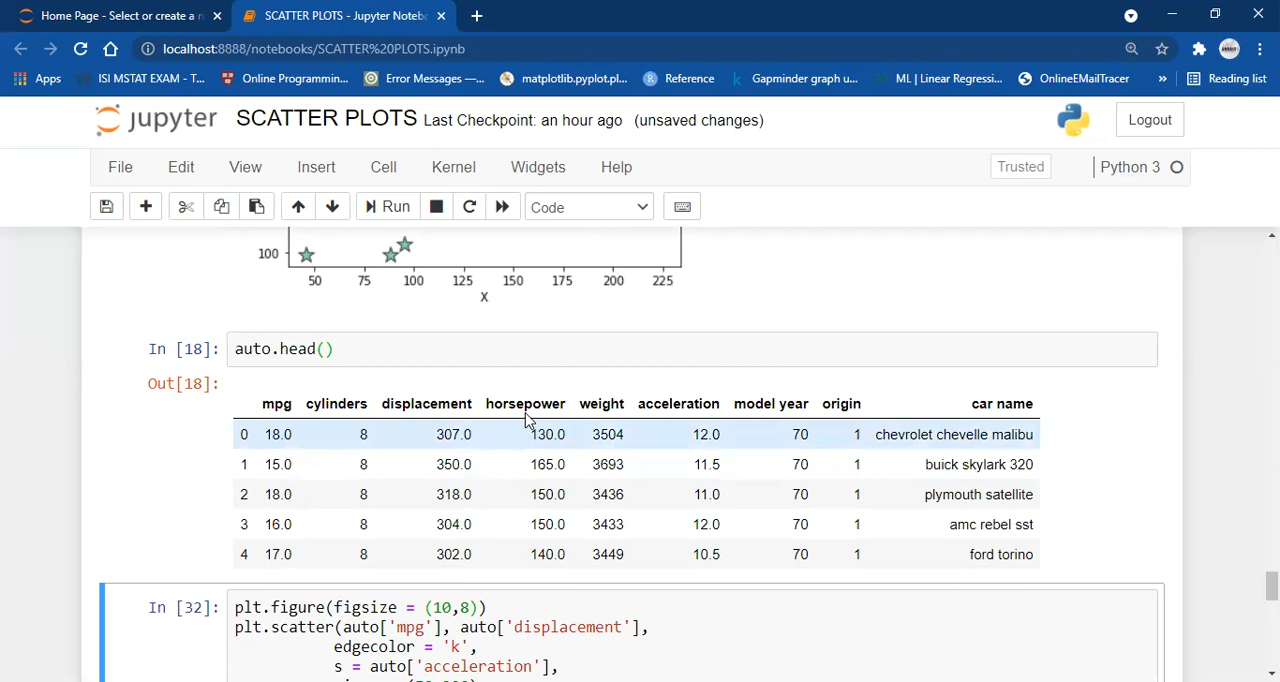 Home Page - Select or create a n
SCATTER PLOTS - Jupyter Noteb
localhost:8888/notebooks/SCATTER%20PLOTS.ipynb
Apps ISI MSTAT EXAM - T... Online Programmin... Error Messages —... matplotlib.pyplot.pl... Reference Gapminder graph u... ML | Linear Regressi... OnlineEMailTracer » Reading list
jupyter SCATTER PLOTS Last Checkpoint: an hour ago (unsaved changes) Logout
File Edit View Insert Cell Kernel Widgets Help Trusted Python 3
Run Code
100
50 75 100 125 150 175 200 225
X
In [18]: auto.head()
Out[18]:
mpg cylinders displacement horsepower weight acceleration model year origin car name
0 18.0 8 307.0 130.0 3504 12.0 70 1 chevrolet chevelle malibu
1 15.0 8 350.0 165.0 3693 11.5 70 1 buick skylark 320
2 18.0 8 318.0 150.0 3436 11.0 70 1 plymouth satellite
3 16.0 8 304.0 150.0 3433 12.0 70 1 amc rebel sst
4 17.0 8 302.0 140.0 3449 10.5 70 1 ford torino
In [32]: plt.figure(figsize = (10,8))
plt.scatter(auto['mpg'], auto['displacement'],
edgecolor = 'k',
s = auto['acceleration'],